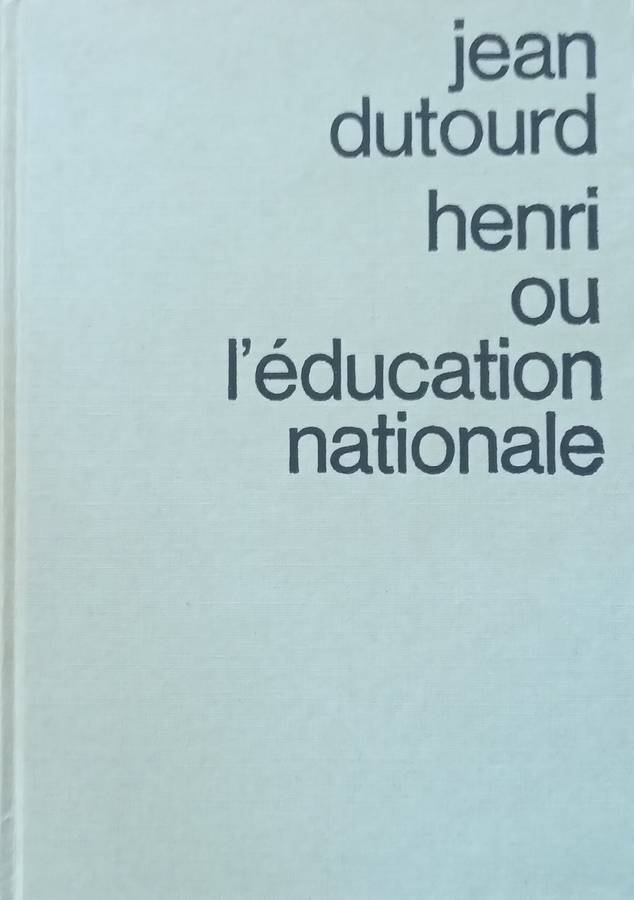 jean
dutourd
henri
ou
l'éducation
nationale